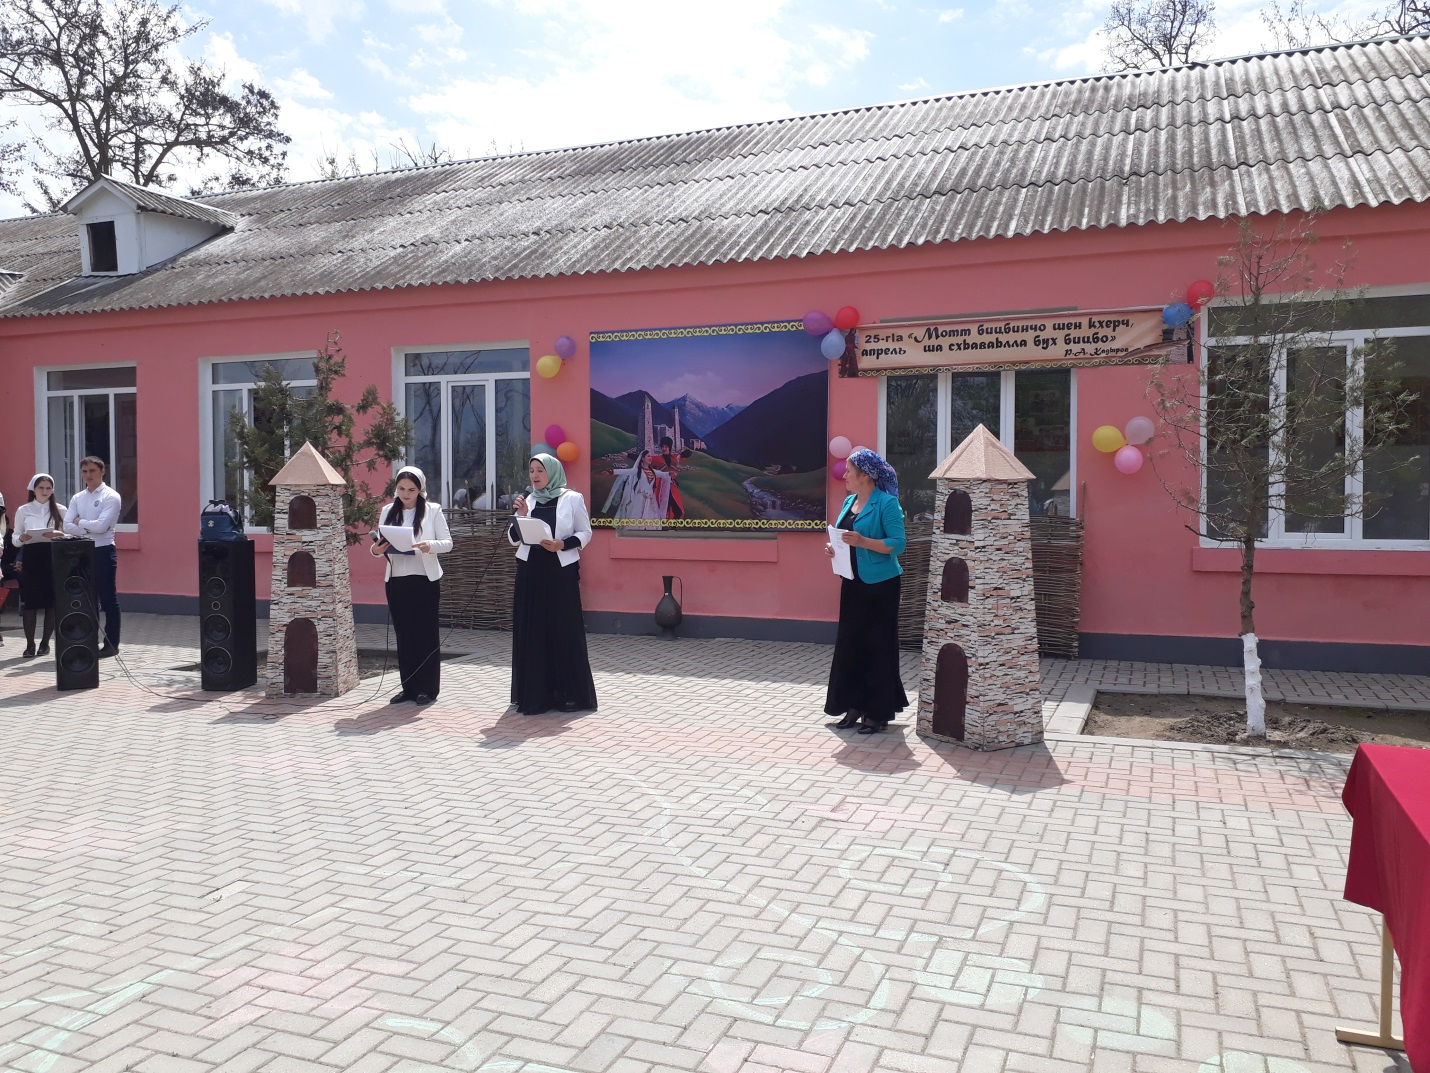 25-гӀа «Мотт бицбинчо шен кхерч,
апрель ша схьаваьлла бух бицбо»
Р.А. Кадыров